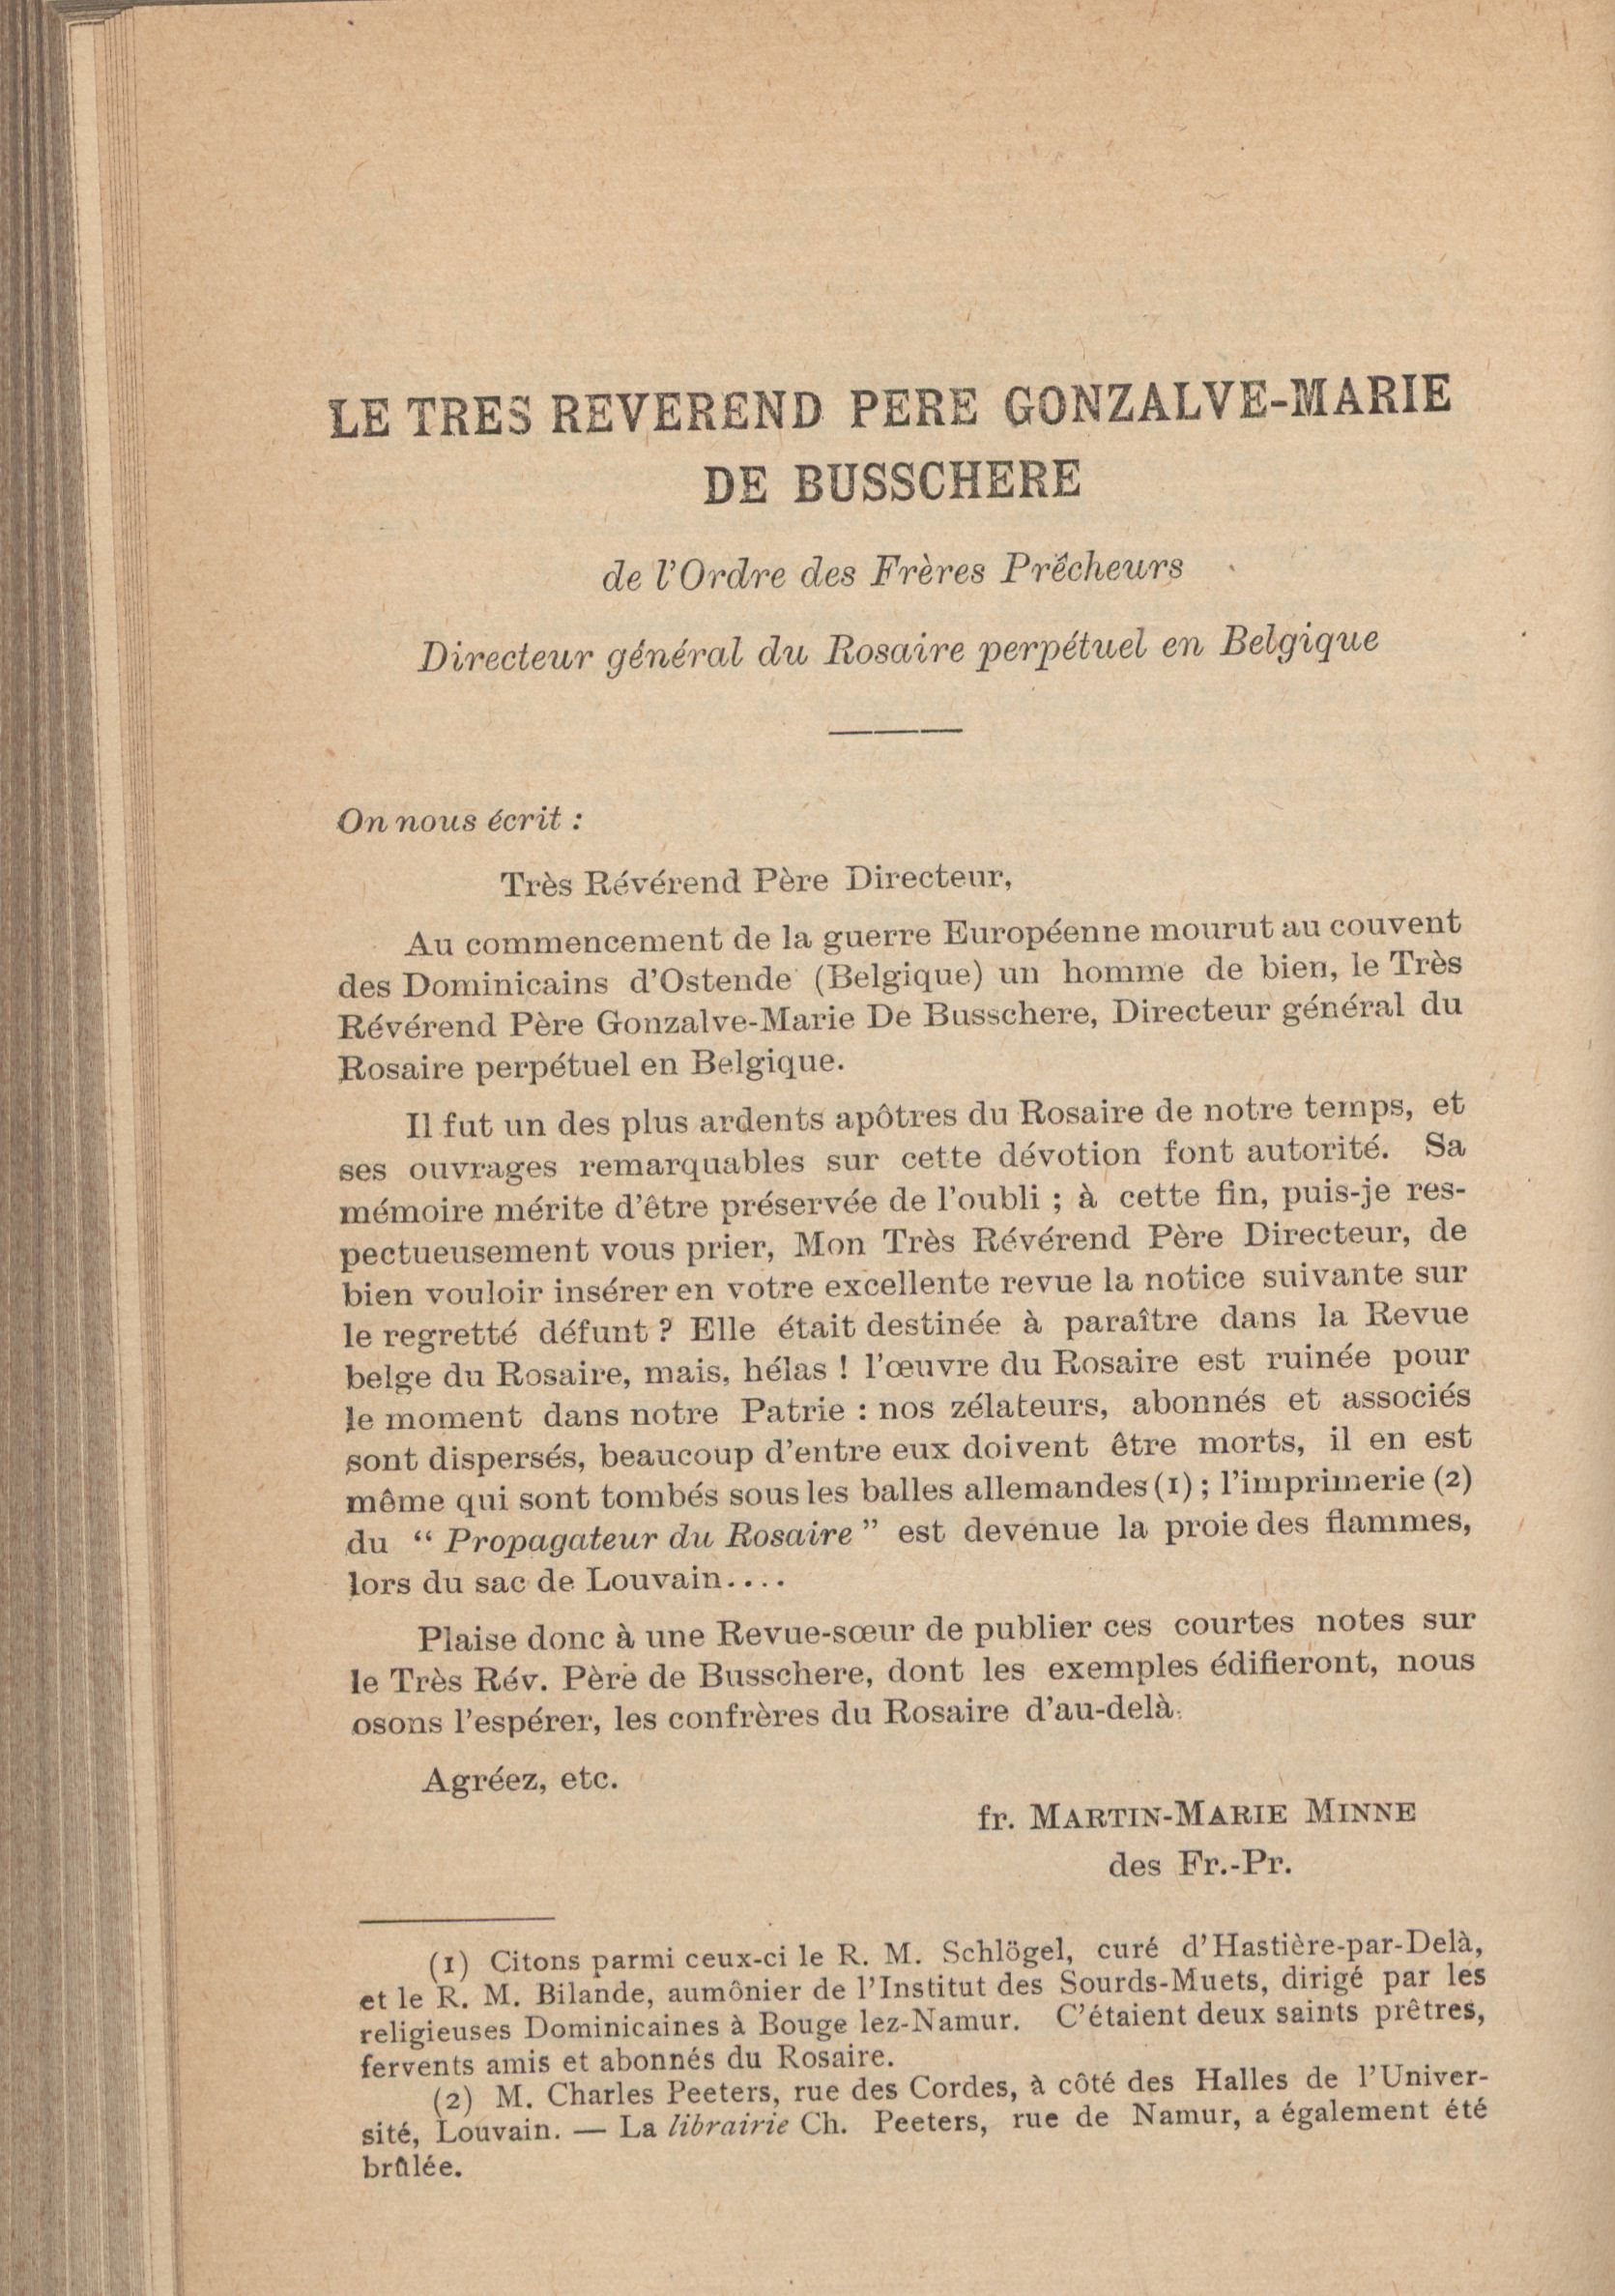 LE TRES REVEREND PERE GONZALVE-MARIE
DE BUSSCHERE
de l'Ordre des Frères Prêcheurs
Directeur général du Rosaire perpétuel en Belgique
On nous écrit :
Très Révérend Père Directeur,
Au commencement de la guerre Européenne mourut au couvent
des Dominicains d'Ostende (Belgique) un homme de bien, le Très
Révérend Père Gonzalve-Marie De Busschere, Directeur général du
Rosaire perpétuel en Belgique.
Il fut un des plus ardents apôtres du Rosaire de notre temps, et
ses ouvrages remarquables sur cette dévotion font autorité. Sa
mémoire mérite d'être préservée de l'oubli ; à cette fin, puis-je res-
pectueusement vous prier, Mon Très Révérend Père Directeur, de
bien vouloir insérer en votre excellente revue la notice suivante sur
le regretté défunt ? Elle était destinée à paraître dans la Revue
belge du Rosaire, mais, hélas ! l'œuvre du Rosaire est ruinée pour
le moment dans notre Patrie : nos zélateurs, abonnés et associés
sont dispersés, beaucoup d'entre eux doivent être morts, il en est
même qui sont tombés sous les balles allemandes (1) ; l'imprimerie (2)
du “ Propagateur du Rosaire ” est devenue la proie des flammes,
lors du sac de Louvain....
Plaise donc à une Revue-sœur de publier ces courtes notes sur
le Très Rév. Père de Busschere, dont les exemples édifieront, nous
osons l'espérer, les confrères du Rosaire d'au-delà.
Agréez, etc.
fr. MARTIN-MARIE MINNE
des Fr.-Pr.
(1) Citons parmi ceux-ci le R. M. Schlögel, curé d'Hastière-par-Delà,
et le R. M. Bilande, aumônier de l'Institut des Sourds-Muets, dirigé par les
religieuses Dominicaines à Bouge lez-Namur. C'étaient deux saints prêtres,
fervents amis et abonnés du Rosaire.
(2) M. Charles Peeters, rue des Cordes, à côté des Halles de l'Univer-
sité, Louvain. — La librairie Ch. Peeters, rue de Namur, a également été
brûlée.